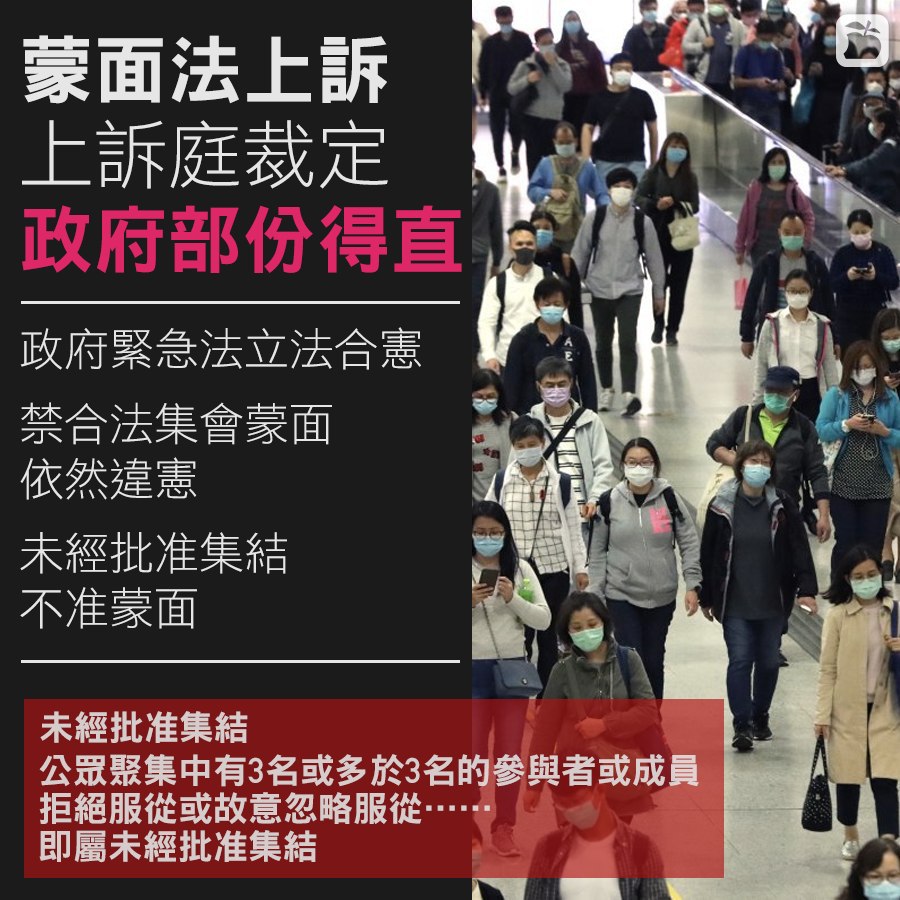 蒙面法上訴
上訴庭裁定
政府部份得直
政府緊急法立法合憲
禁合法集會蒙面
依然違憲
未經批准集結
不准蒙面
未經批准集結
公眾聚集中有3名或多於3名的參與者或成員
拒絕服從或故意忽略服從……
即屬未經批准集結